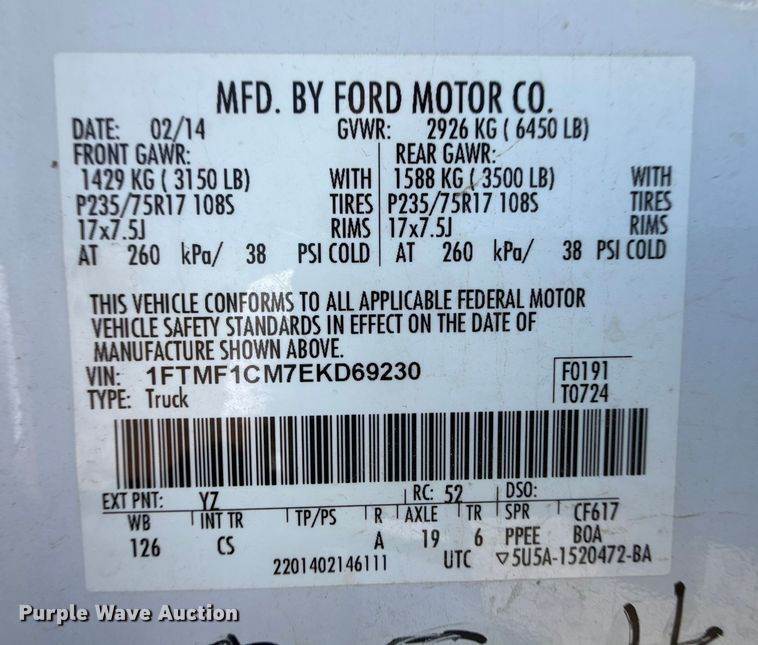 MFD. BY FORD MOTOR CO.
DATE: 02/14 GVWR: 2926 KG ( 6450 LB)
FRONT GAWR: REAR GAWR:
1429 KG ( 3150 LB) WITH 1588 KG ( 3500 LB) WITH
P235/75R17 108S TIRES P235/75R17 108S TIRES
17x7.5J RIMS 17x7.5J RIMS
AT 260 kPa/ 38 PSI COLD AT 260 kPa/ 38 PSI COLD
THIS VEHICLE CONFORMS TO ALL APPLICABLE FEDERAL MOTOR
VEHICLE SAFETY STANDARDS IN EFFECT ON THE DATE OF
MANUFACTURE SHOWN ABOVE.
VIN: 1FTMF1CM7EKD69230 F0191
TYPE: Truck T0724
EXT PNT: YZ RC: 52 DSO:
WB INT TR TP/PS R AXLE TR SPR CF617
126 CS A 19 6 PPEE BOA
2201402146111 UTC ▽5U5A-1520472-BA
Purple Wave Auction